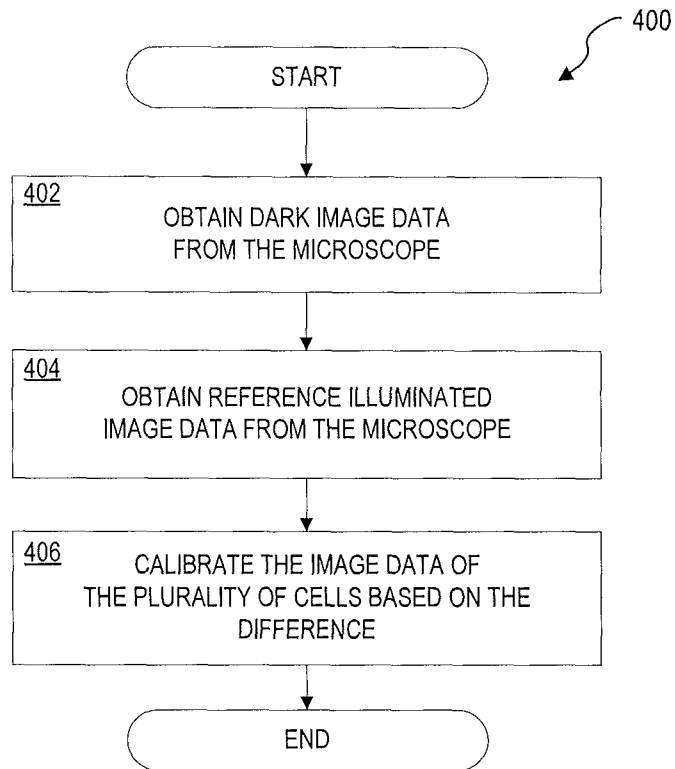 400
START
402
OBTAIN DARK IMAGE DATA
FROM THE MICROSCOPE
404
OBTAIN REFERENCE ILLUMINATED
IMAGE DATA FROM THE MICROSCOPE
406
CALIBRATE THE IMAGE DATA OF
THE PLURALITY OF CELLS BASED ON THE
DIFFERENCE
END